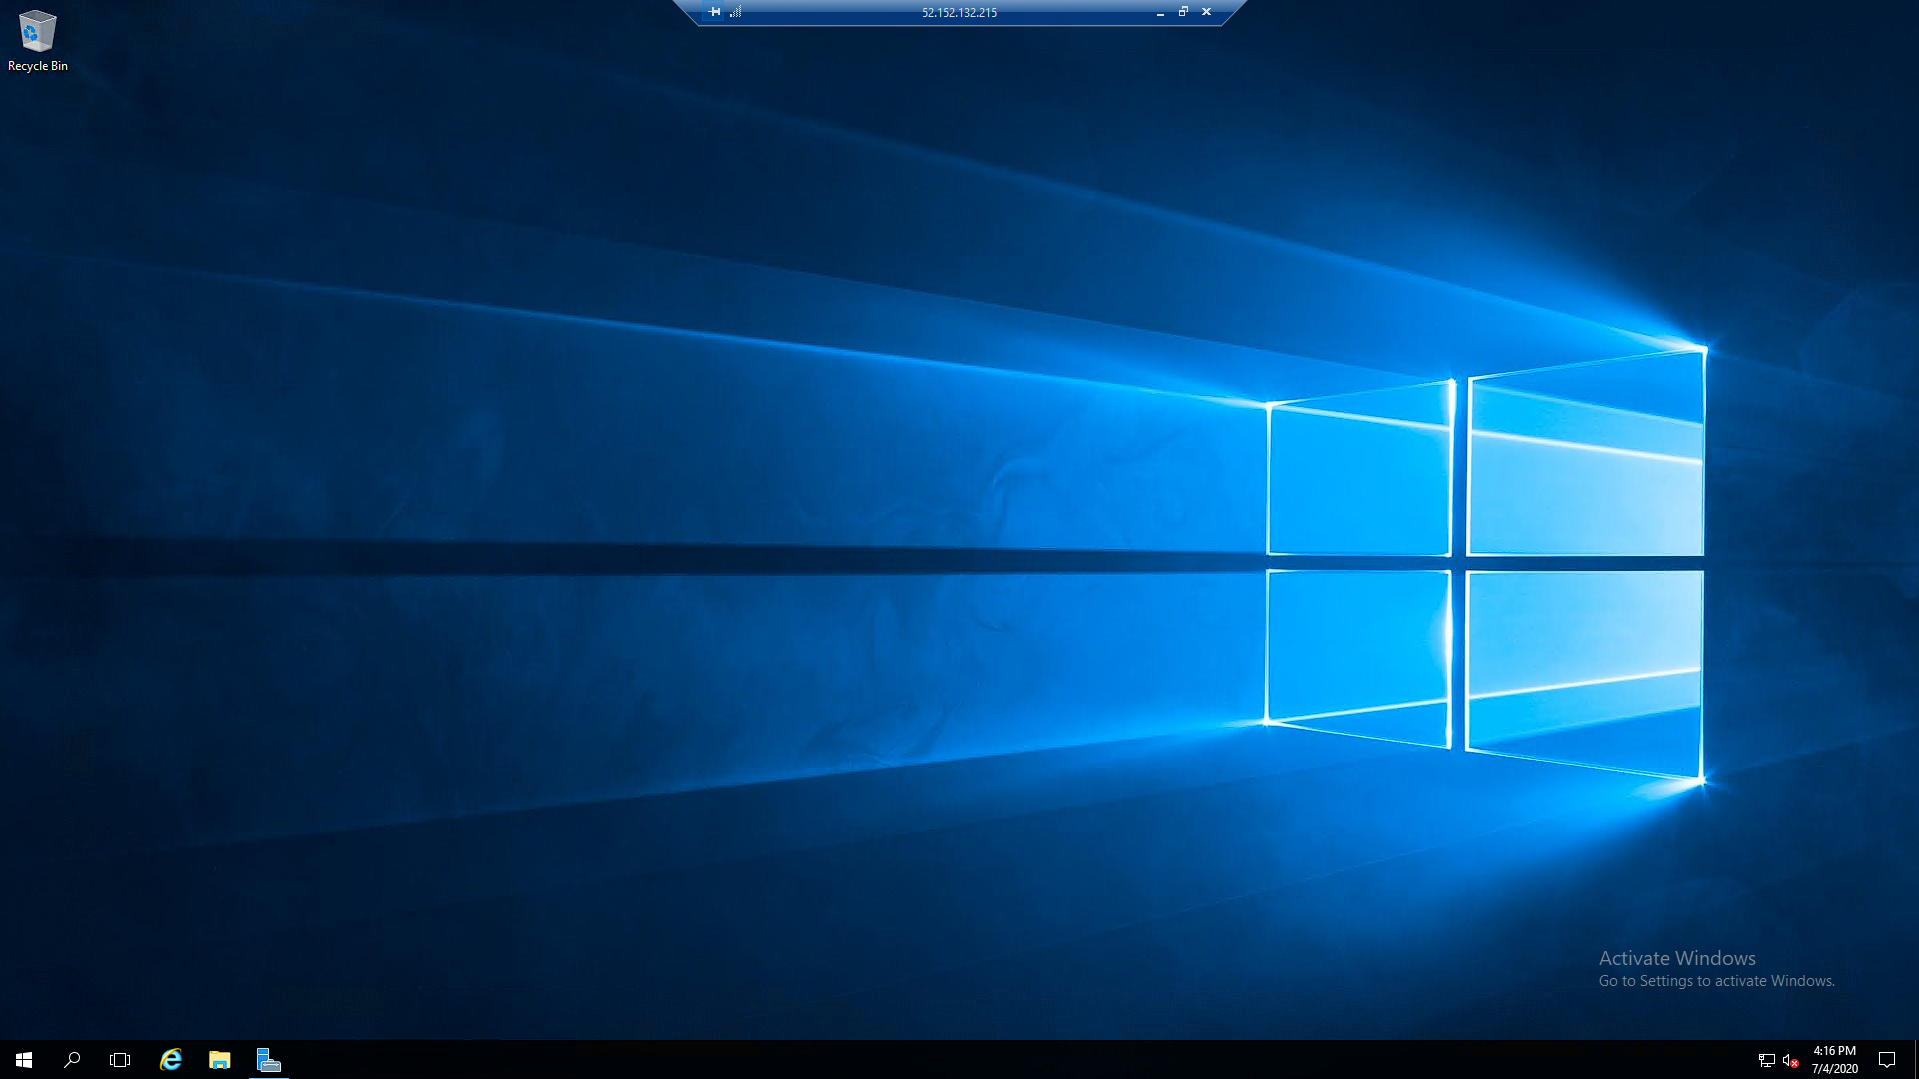 52.152.132.215
Recycle Bin
Activate Windows
Go to Settings to activate Windows.
4:16 PM
7/4/2020